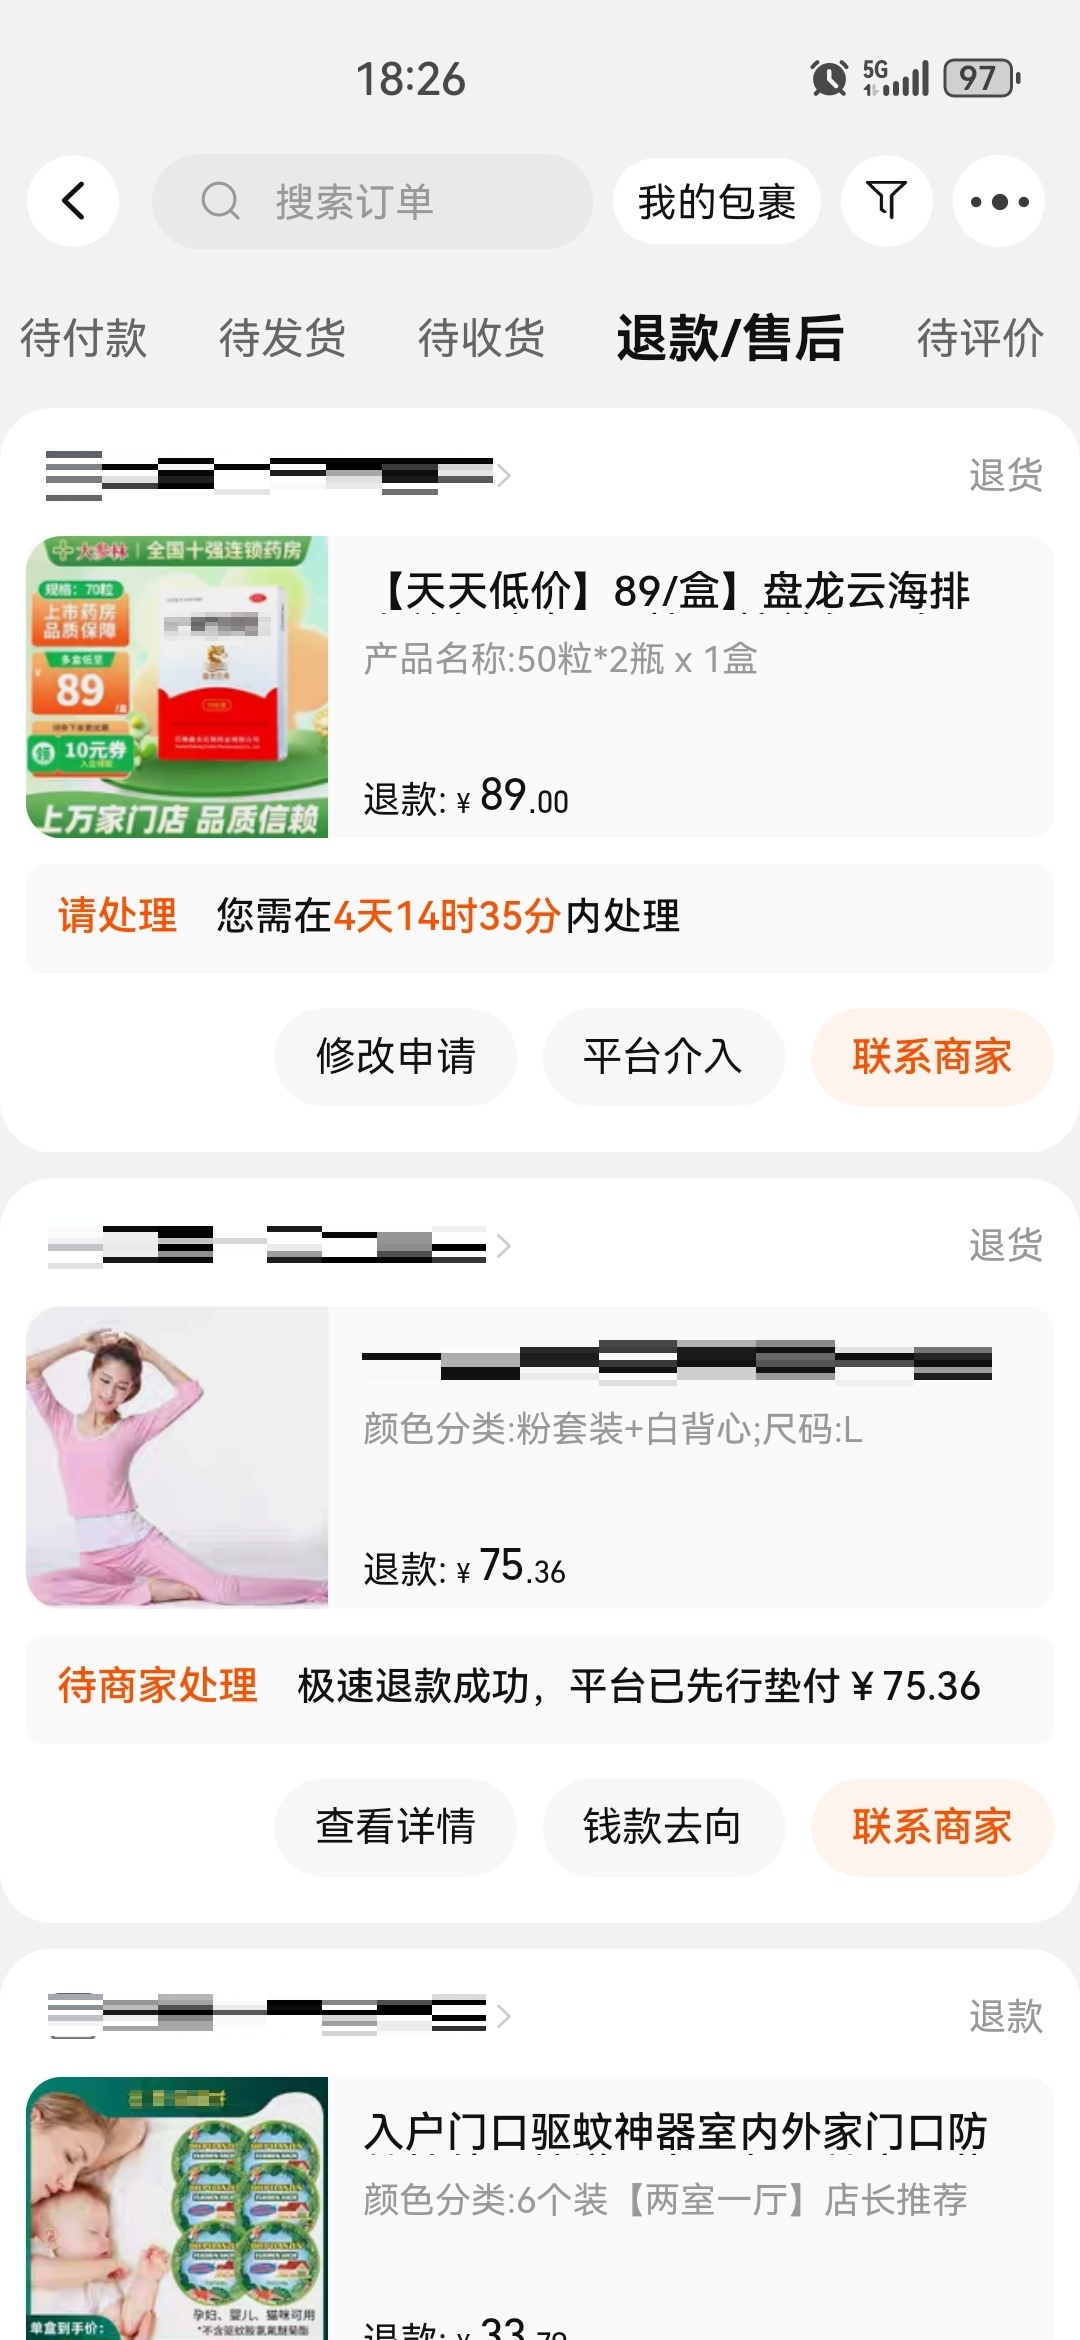 18:26
5G
97
搜索订单
我的包裹
待付款
待发货
待收货
退款/售后
待评价
退货
大参林 | 全国十强连锁药房
规格：70粒
上市药房
品质保障
多盒低至
¥89/盒
领 10元券
上万家门店 品质信赖
【天天低价】89/盒】盘龙云海排
产品名称:50粒*2瓶 x 1盒
退款: ¥ 89.00
请处理 您需在4天14时35分内处理
修改申请
平台介入
联系商家
退货
颜色分类:粉套装+白背心;尺码:L
退款: ¥ 75.36
待商家处理 极速退款成功，平台已先行垫付 ¥ 75.36
查看详情
钱款去向
联系商家
退款
孕妇、婴儿、猫咪可用
单盒到手价:
入户门口驱蚊神器室内外家门口防
颜色分类:6个装【两室一厅】店长推荐
退款: ¥ 33.79